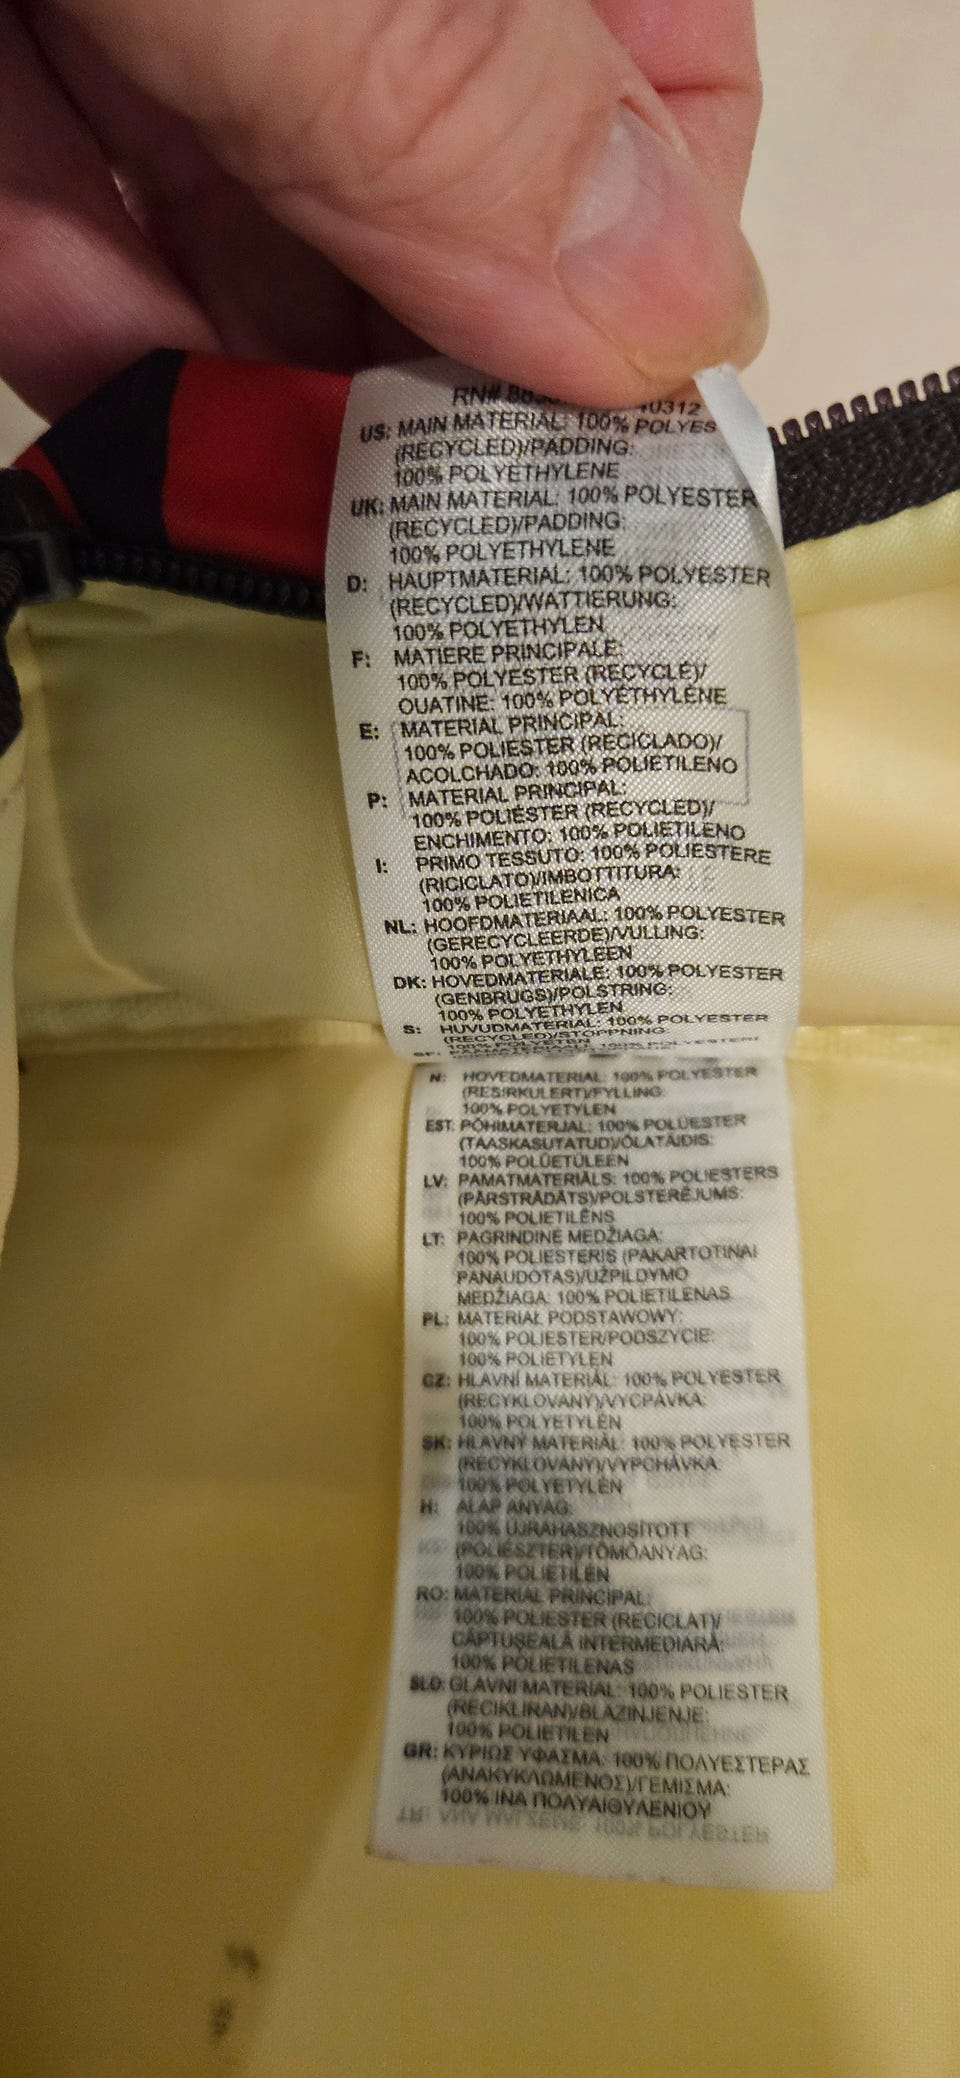 RN# 40312
US: MAIN MATERIAL: 100% POLYES
(RECYCLED)/PADDING:
100% POLYETHYLENE
UK: MAIN MATERIAL: 100% POLYESTER
(RECYCLED)/PADDING:
100% POLYETHYLENE
D: HAUPTMATERIAL: 100% POLYESTER
(RECYCLED)/WATTIERUNG:
100% POLYETHYLEN
F: MATIERE PRINCIPALE:
100% POLYESTER (RECYCLÉ)/
OUATINE: 100% POLYÉTHYLÈNE
E: MATERIAL PRINCIPAL:
100% POLIESTER (RECICLADO)/
ACOLCHADO: 100% POLIETILENO
P: MATERIAL PRINCIPAL:
100% POLIÉSTER (RECYCLED)/
ENCHIMENTO: 100% POLIETILENO
I: PRIMO TESSUTO: 100% POLIESTERE
(RICICLATO)/IMBOTTITURA:
100% POLIETILENICA
NL: HOOFDMATERIAAL: 100% POLYESTER
(GERECYCLEERDE)/VULLING:
100% POLYETHYLEEN
DK: HOVEDMATERIALE: 100% POLYESTER
(GENBRUGS)/POLSTRING:
100% POLYETHYLEN
S: HUVUDMATERIAL: 100% POLYESTER
(RECYCLED)/STOPPNING
100% POLYETEN
N: HOVEDMATERIAL: 100% POLYESTER
(RESIRKULERT)/FYLLING:
100% POLYETYLEN
EST: PÕHIMATERJAL: 100% POLÜESTER
(TAASKASUTATUD)/ÕLATÄIDIS:
100% POLÜETÜLEEN
LV: PAMATMATERIĀLS: 100% POLIESTERS
(PĀRSTRĀDĀTS)/POLSTERĒJUMS:
100% POLIETILĒNS
LT: PAGRINDINĖ MEDŽIAGA:
100% POLIESTERIS (PAKARTOTINAI
PANAUDOTAS)/UŽPILDYMO
MEDŽIAGA: 100% POLIETILENAS
PL: MATERIAŁ PODSTAWOWY:
100% POLIESTER/PODSZYCIE:
100% POLIETYLEN
CZ: HLAVNÍ MATERIÁL: 100% POLYESTER
(RECYKLOVANÝ)/VYCPÁVKA:
100% POLYETYLÉN
SK: HLAVNÝ MATERIÁL: 100% POLYESTER
(RECYKLOVANÝ)/VYPCHÁVKA:
100% POLYETYLÉN
H: ALAP ANYAG:
100% ÚJRAHASZNOSÍTOTT
(POLIÉSZTER)/TÖMŐANYAG:
100% POLIETILÉN
RO: MATERIAL PRINCIPAL:
100% POLIESTER (RECICLAT)/
CĂPTUŞEALĂ INTERMEDIARĂ:
100% POLIETILENAS
SLO: GLAVNI MATERIAL: 100% POLIESTER
(RECIKLIRAN)/BLAZINJENJE:
100% POLIETILEN
GR: ΚΥΡΙΩΣ ΥΦΑΣΜΑ: 100% ΠΟΛΥΕΣΤΕΡΑΣ
(ΑΝΑΚΥΚΛΩΜΕΝΟΣ)/ΓΕΜΙΣΜΑ:
100% ΙΝΑ ΠΟΛΥΑΙΘΥΛΕΝΙΟΥ